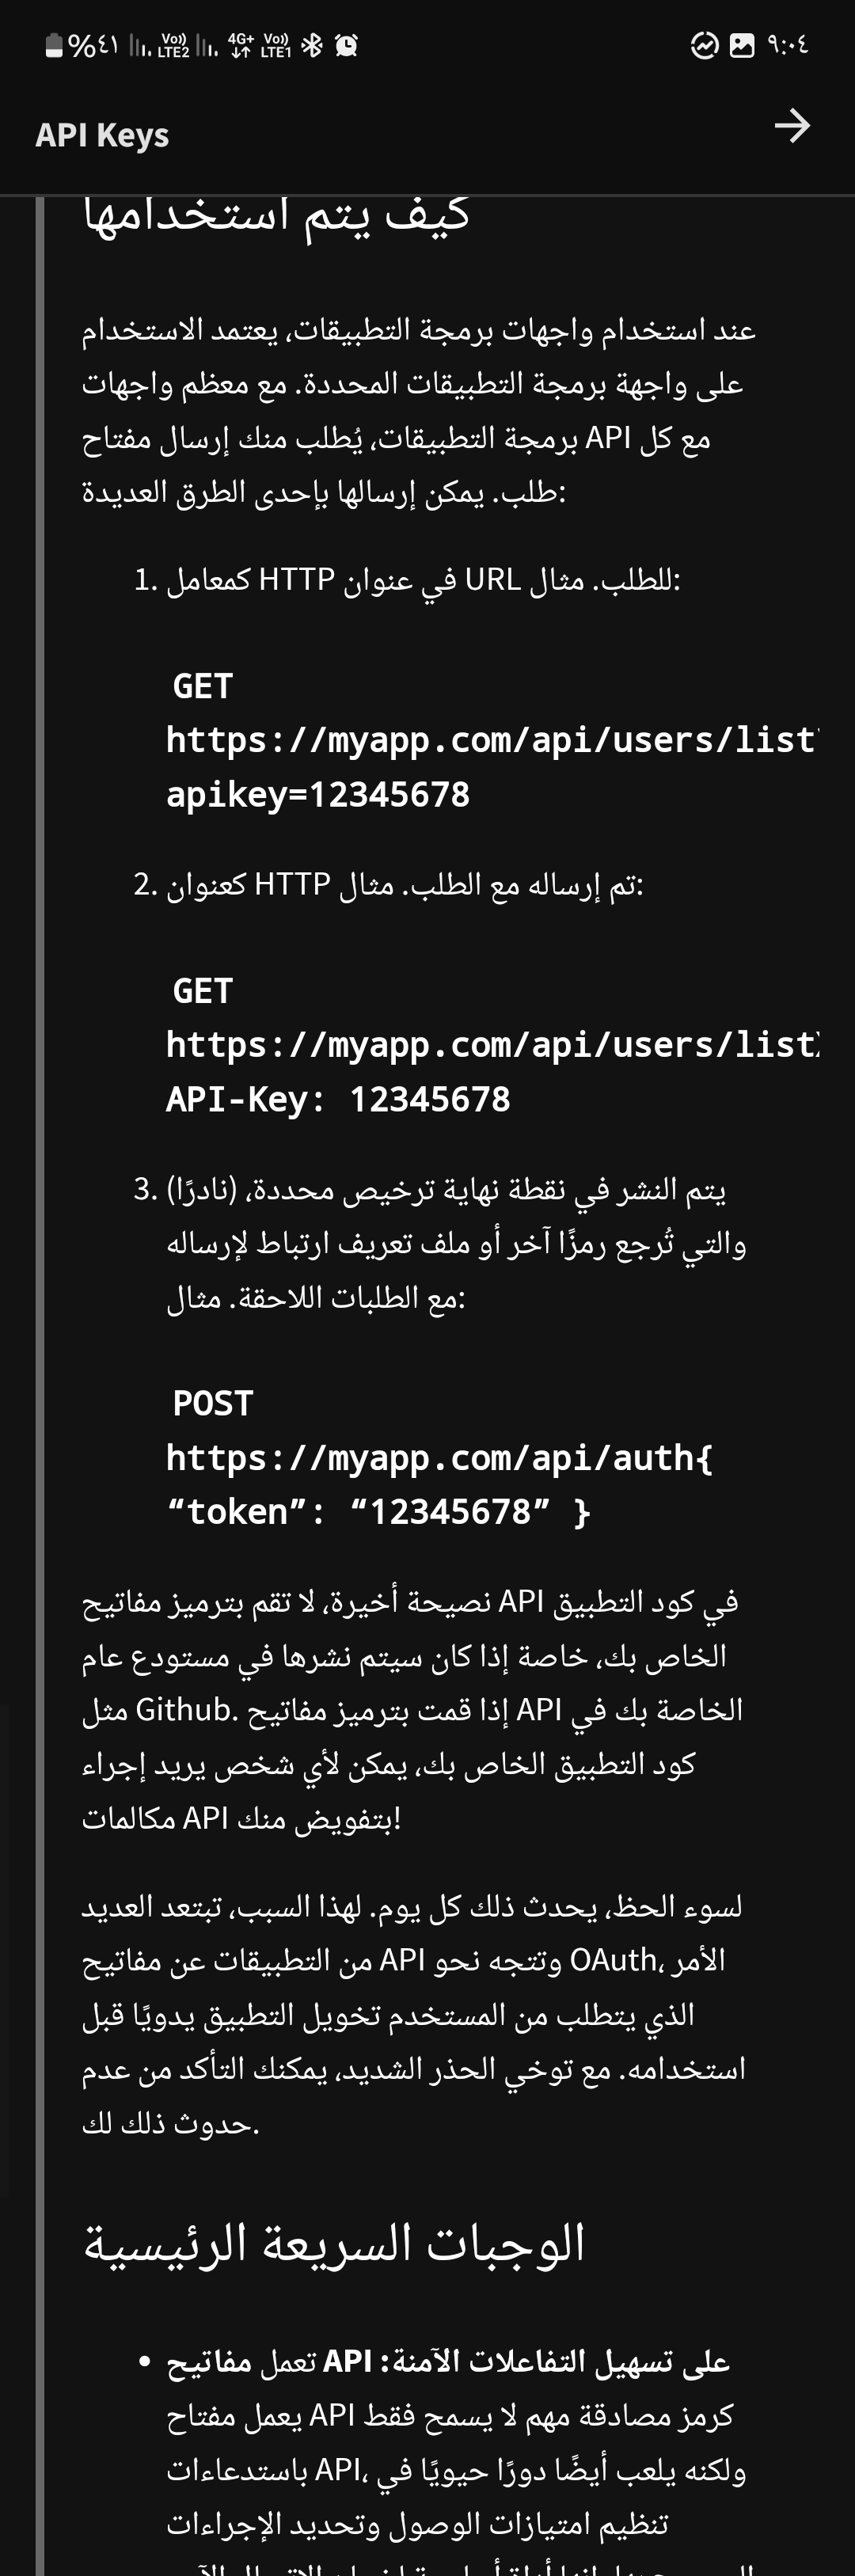 %٤١ Vo)) LTE2 4G+ Vo)) LTE1 ٩:٠٤
API Keys
كيف يتم استخدامها
عند استخدام واجهات برمجة التطبيقات، يعتمد الاستخدام
على واجهة برمجة التطبيقات المحددة. مع معظم واجهات
برمجة التطبيقات، يُطلب منك إرسال مفتاح API مع كل
طلب. يمكن إرسالها بإحدى الطرق العديدة:
1. كمعامل HTTP في عنوان URL للطلب. مثال:
GET
https://myapp.com/api/users/list
apikey=12345678
2. كعنوان HTTP تم إرساله مع الطلب. مثال:
GET
https://myapp.com/api/users/listX
API-Key: 12345678
3. (نادرًا) يتم النشر في نقطة نهاية ترخيص محددة،
والتي تُرجع رمزًا آخر أو ملف تعريف ارتباط لإرساله
مع الطلبات اللاحقة. مثال:
POST
https://myapp.com/api/auth{
“token”: “12345678” }
نصيحة أخيرة، لا تقم بترميز مفاتيح API في كود التطبيق
الخاص بك، خاصة إذا كان سيتم نشرها في مستودع عام
مثل Github. إذا قمت بترميز مفاتيح API الخاصة بك في
كود التطبيق الخاص بك، يمكن لأي شخص يريد إجراء
مكالمات API بتفويض منك!
لسوء الحظ، يحدث ذلك كل يوم. لهذا السبب، تبتعد العديد
من التطبيقات عن مفاتيح API وتتجه نحو OAuth، الأمر
الذي يتطلب من المستخدم تخويل التطبيق يدويًا قبل
استخدامه. مع توخي الحذر الشديد، يمكنك التأكد من عدم
حدوث ذلك لك.
الوجبات السريعة الرئيسية
• تعمل مفاتيح API على تسهيل التفاعلات الآمنة:
يعمل مفتاح API كرمز مصادقة مهم لا يسمح فقط
باستدعاءات API، ولكنه يلعب أيضًا دورًا حيويًا في
تنظيم امتيازات الوصول وتحديد الإجراءات